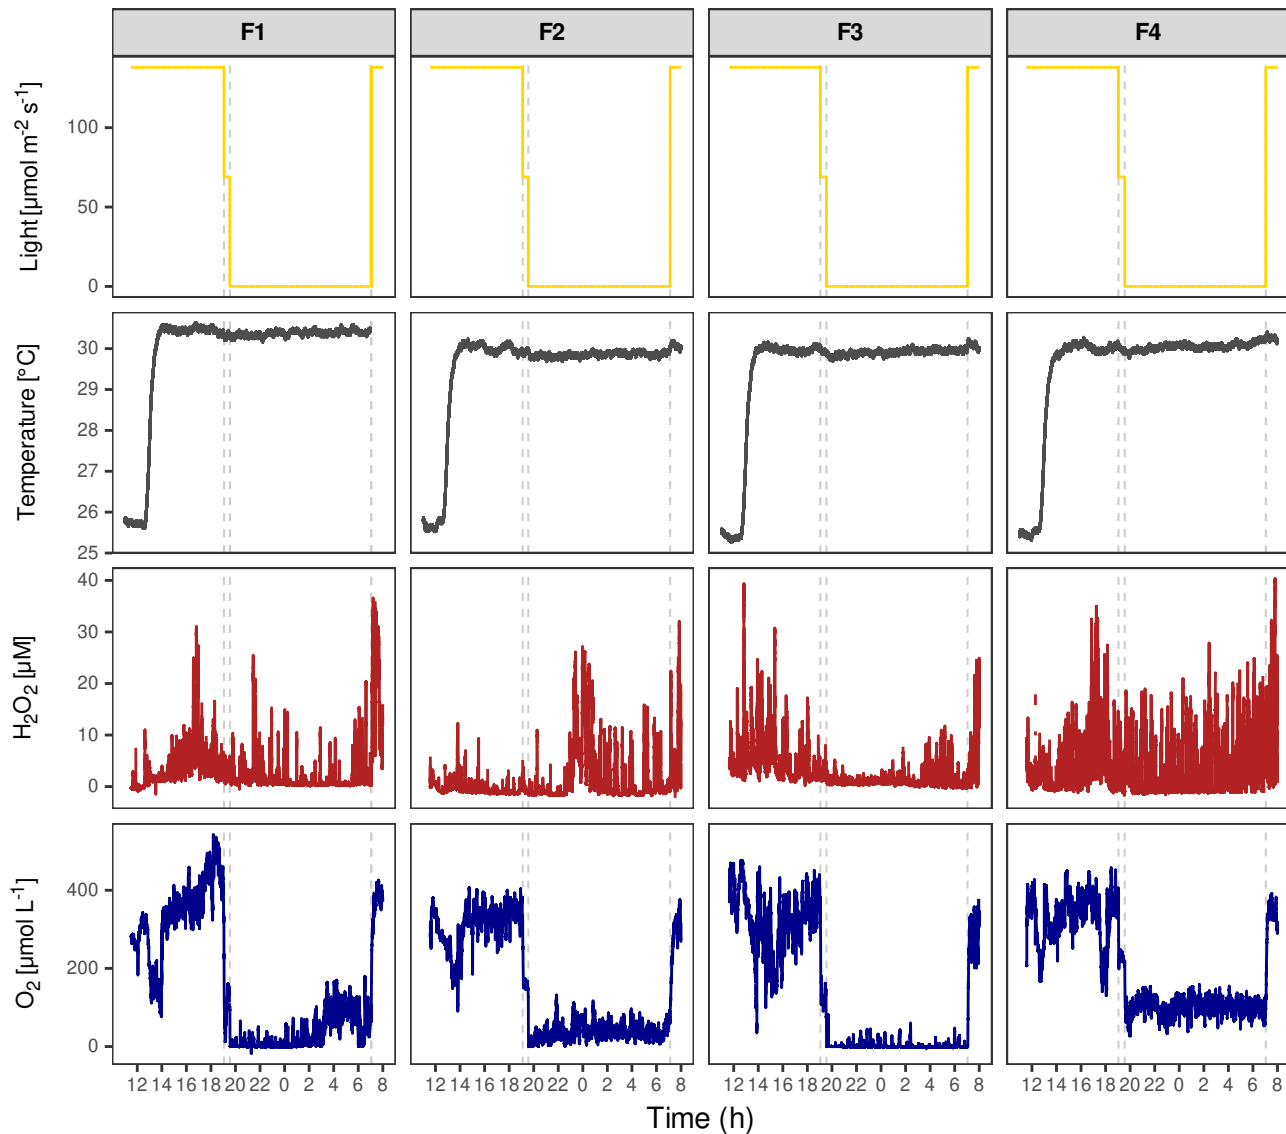 F1 F2 F3 F4
Light [µmol m⁻² s⁻¹]
100
50
0
Temperature [°C]
30
29
28
27
26
25
H₂O₂ [µM]
40
30
20
10
0
O₂ [µmol L⁻¹]
400
200
0
12 14 16 18 20 22 0 2 4 6 8 12 14 16 18 20 22 0 2 4 6 8 12 14 16 18 20 22 0 2 4 6 8 12 14 16 18 20 22 0 2 4 6 8
Time (h)